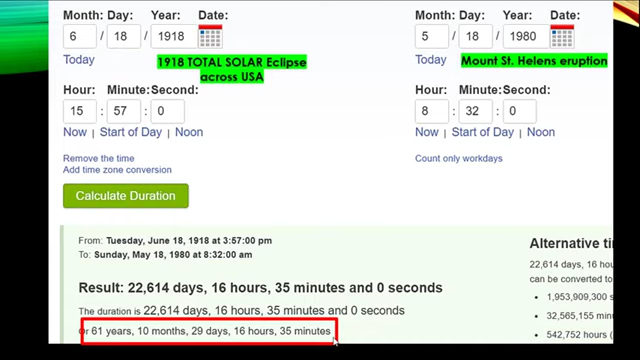 Month: Day: Year: Date:
6 / 18 / 1918
Today
1918 TOTAL SOLAR Eclipse
across USA
Hour: Minute: Second:
15 : 57 : 0
Now | Start of Day | Noon
Remove the time
Add time zone conversion
Month: Day: Year: Date:
5 / 18 / 1980
Today
Mount St. Helens eruption
Hour: Minute: Second:
8 : 32 : 0
Now | Start of Day | Noon
Count only workdays
Calculate Duration
From: Tuesday, June 18, 1918 at 3:57:00 pm
To: Sunday, May 18, 1980 at 8:32:00 am
Result: 22,614 days, 16 hours, 35 minutes and 0 seconds
The duration is 22,614 days, 16 hours, 35 minutes and 0 seconds
Or 61 years, 10 months, 29 days, 16 hours, 35 minutes
Alternative ti
22,614 days, 16 hou
can be converted to
• 1,953,909,300 s
• 32,565,155 min
• 542,752 hours (